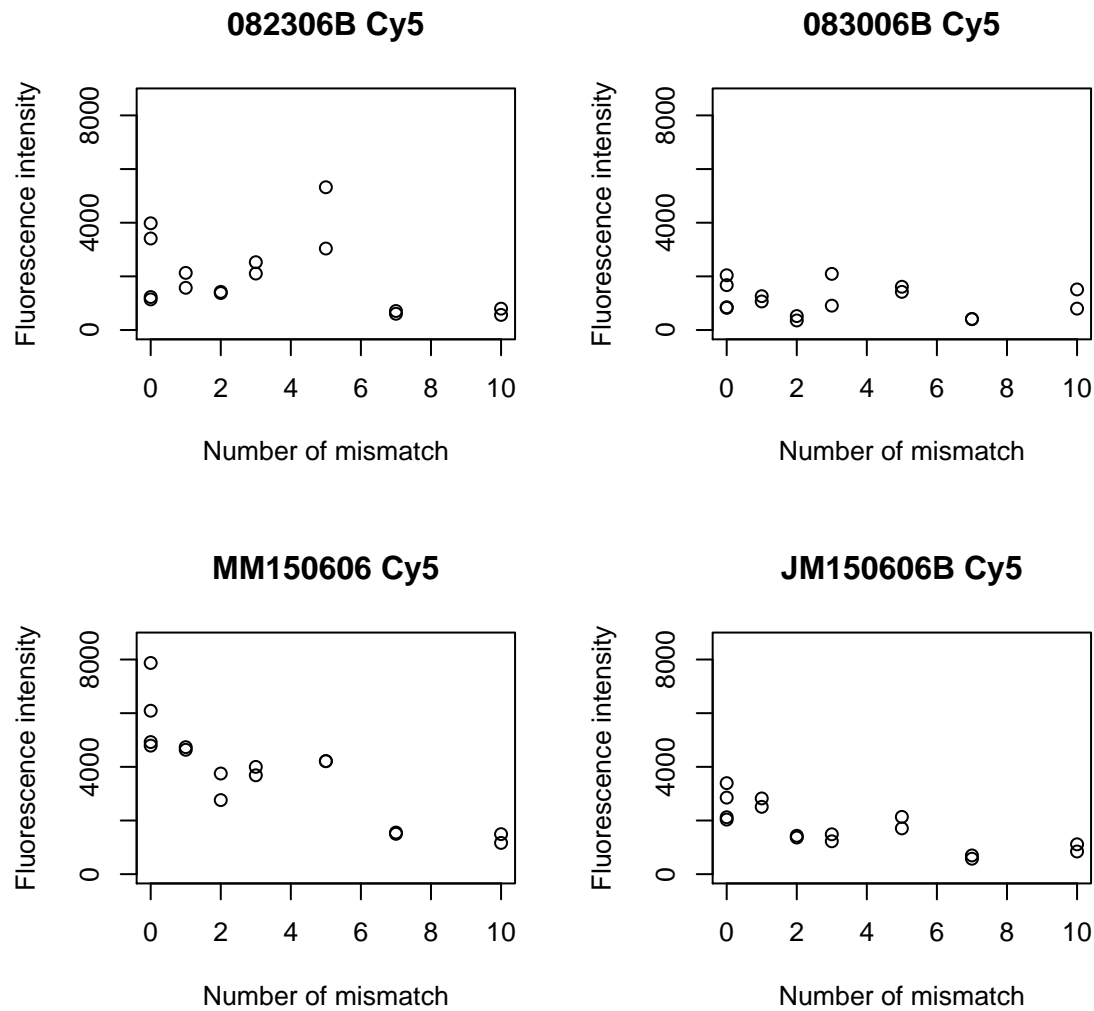 082306B Cy5
Fluorescence intensity
0 4000 8000
0 2 4 6 8 10
Number of mismatch
083006B Cy5
Fluorescence intensity
0 4000 8000
0 2 4 6 8 10
Number of mismatch
MM150606 Cy5
Fluorescence intensity
0 4000 8000
0 2 4 6 8 10
Number of mismatch
JM150606B Cy5
Fluorescence intensity
0 4000 8000
0 2 4 6 8 10
Number of mismatch